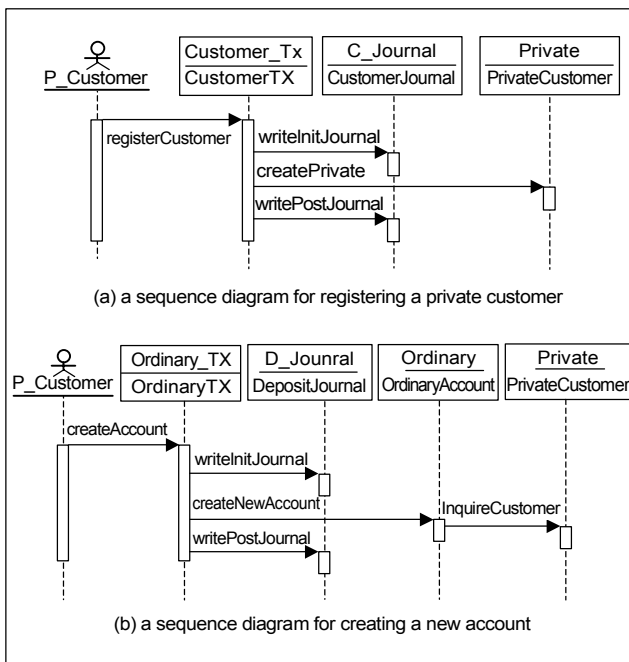 P_Customer
Customer_Tx
CustomerTX
C_Journal
CustomerJournal
Private
PrivateCustomer
registerCustomer
writeInitJournal
createPrivate
writePostJournal
(a) a sequence diagram for registering a private customer
P_Customer
Ordinary_TX
OrdinaryTX
D_Jounral
DepositJournal
Ordinary
OrdinaryAccount
Private
PrivateCustomer
createAccount
writeInitJournal
createNewAccount
InquireCustomer
writePostJournal
(b) a sequence diagram for creating a new account